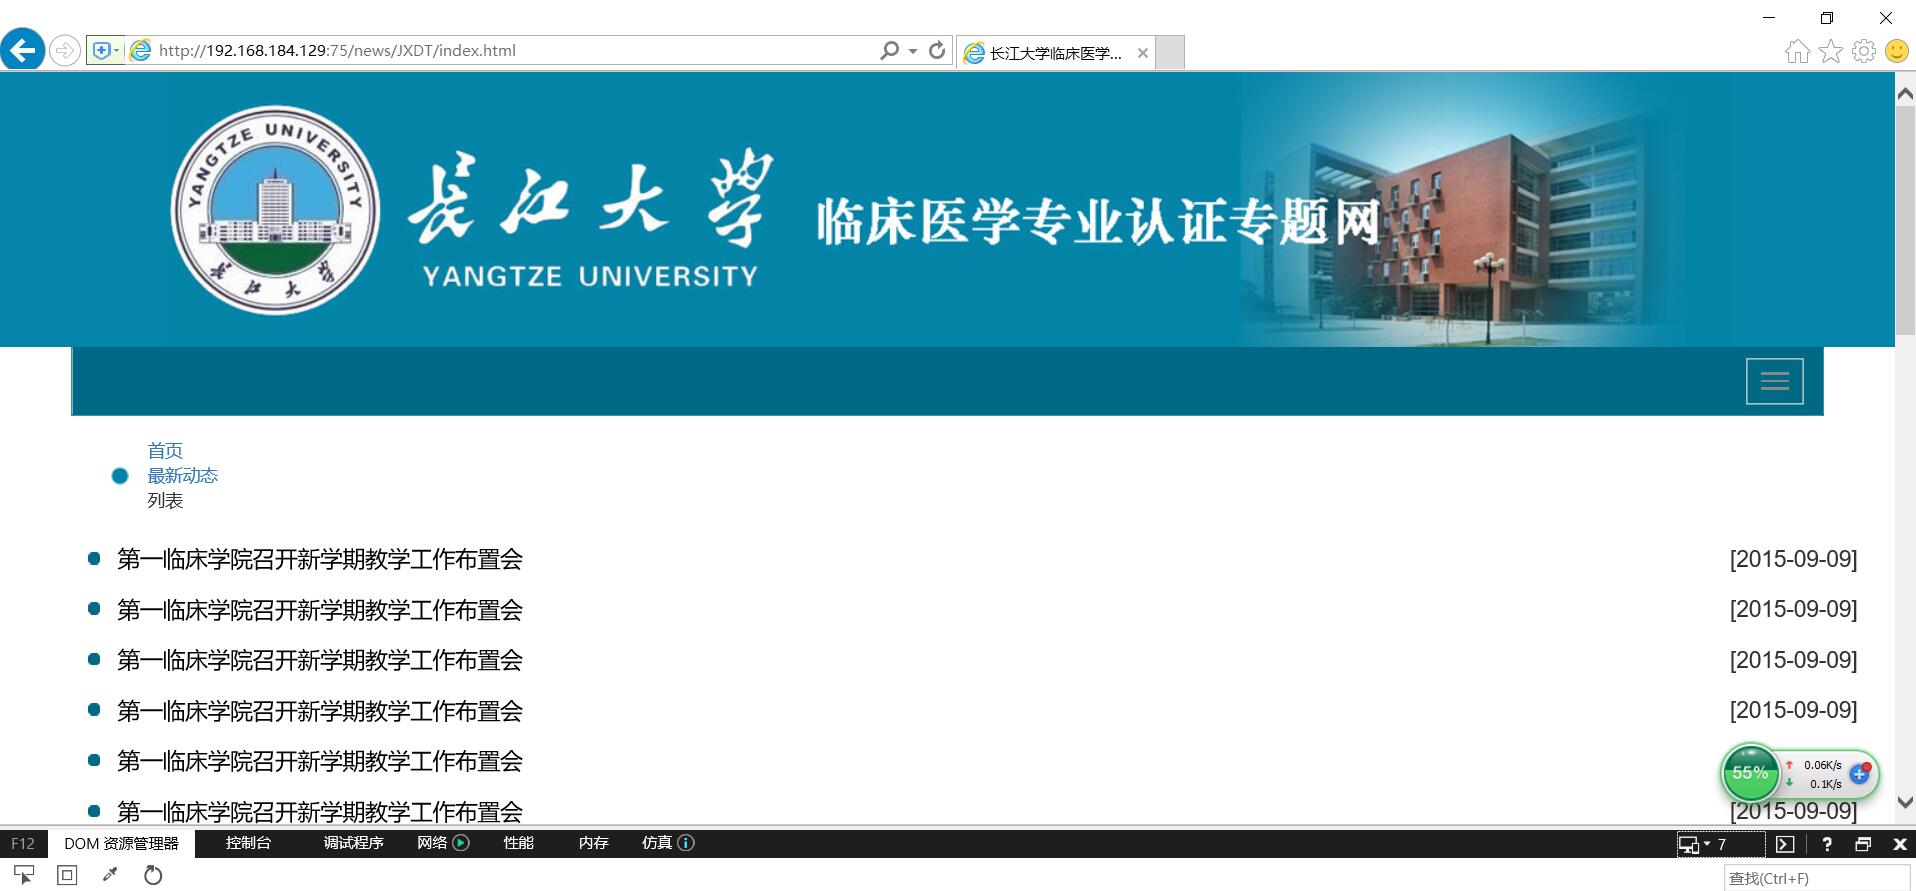 http://192.168.184.129:75/news/JXDT/index.html
长江大学临床医学...
YANGTZE UNIVERSITY
长江大学
长江大学
YANGTZE UNIVERSITY
临床医学专业认证专题网
首页
最新动态
列表
第一临床学院召开新学期教学工作布置会 [2015-09-09]
第一临床学院召开新学期教学工作布置会 [2015-09-09]
第一临床学院召开新学期教学工作布置会 [2015-09-09]
第一临床学院召开新学期教学工作布置会 [2015-09-09]
第一临床学院召开新学期教学工作布置会
55% 0.06K/s
0.1K/s
第一临床学院召开新学期教学工作布置会 [2015-09-09]
F12 DOM 资源管理器 控制台 调试程序 网络 性能 内存 仿真 7 ?
查找(Ctrl+F)